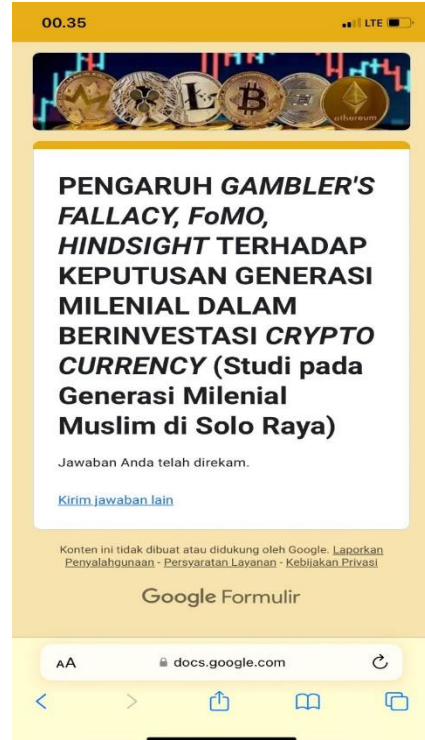 00.35
LTE
ethereum
PENGARUH GAMBLER'S
FALLACY, FoMO,
HINDSIGHT TERHADAP
KEPUTUSAN GENERASI
MILENIAL DALAM
BERINVESTASI CRYPTO
CURRENCY (Studi pada
Generasi Milenial
Muslim di Solo Raya)
Jawaban Anda telah direkam.
Kirim jawaban lain
Konten ini tidak dibuat atau didukung oleh Google. Laporkan
Penyalahgunaan - Persyaratan Layanan - Kebijakan Privasi
Google Formulir
AA
docs.google.com